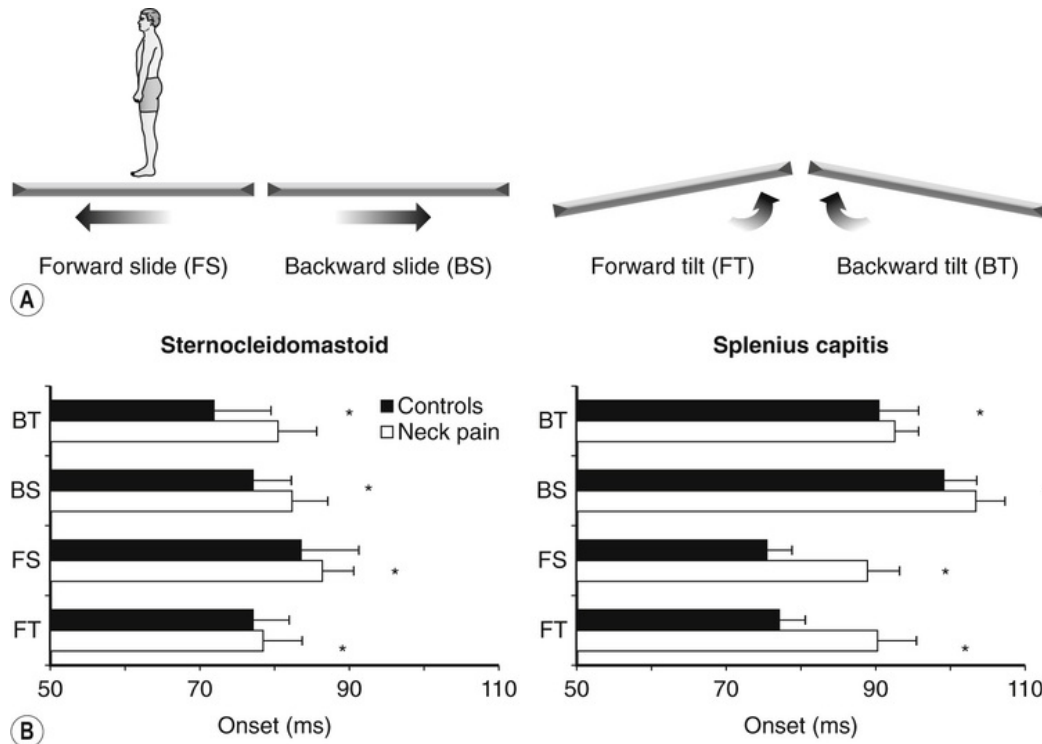 A
Forward slide (FS)
Backward slide (BS)
Forward tilt (FT)
Backward tilt (BT)
B
Sternocleidomastoid
Controls
Neck pain
BT *
BS *
FS *
FT *
50 70 90 110
Onset (ms)
Splenius capitis
BT *
BS
FS *
FT *
50 70 90 110
Onset (ms)